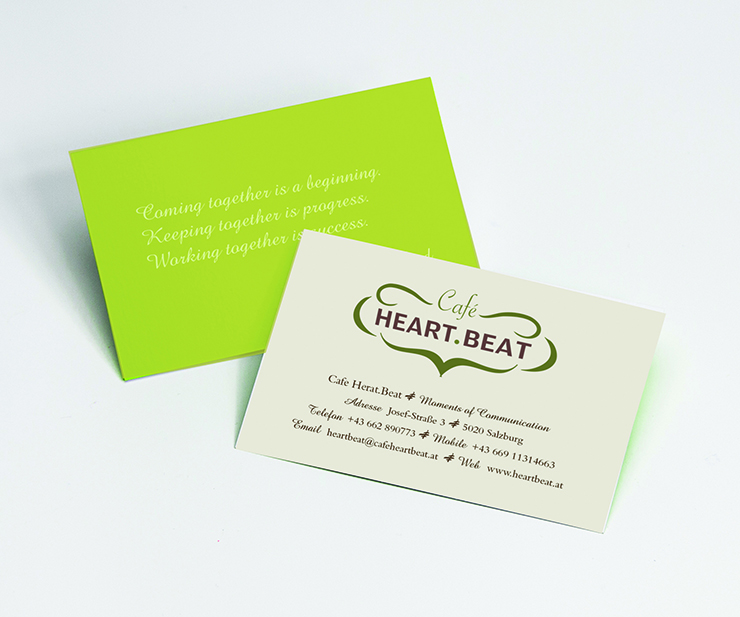 Coming together is a beginning.
Keeping together is progress.
Working together is success.
Café
HEART.BEAT
Cafe Herat.Beat Moments of Communication
Adresse Josef-Straße 3 5020 Salzburg
Telefon +43 662 890773 Mobile +43 669 11314663
Email heartbeat@cafeheartbeat.at Web www.heartbeat.at